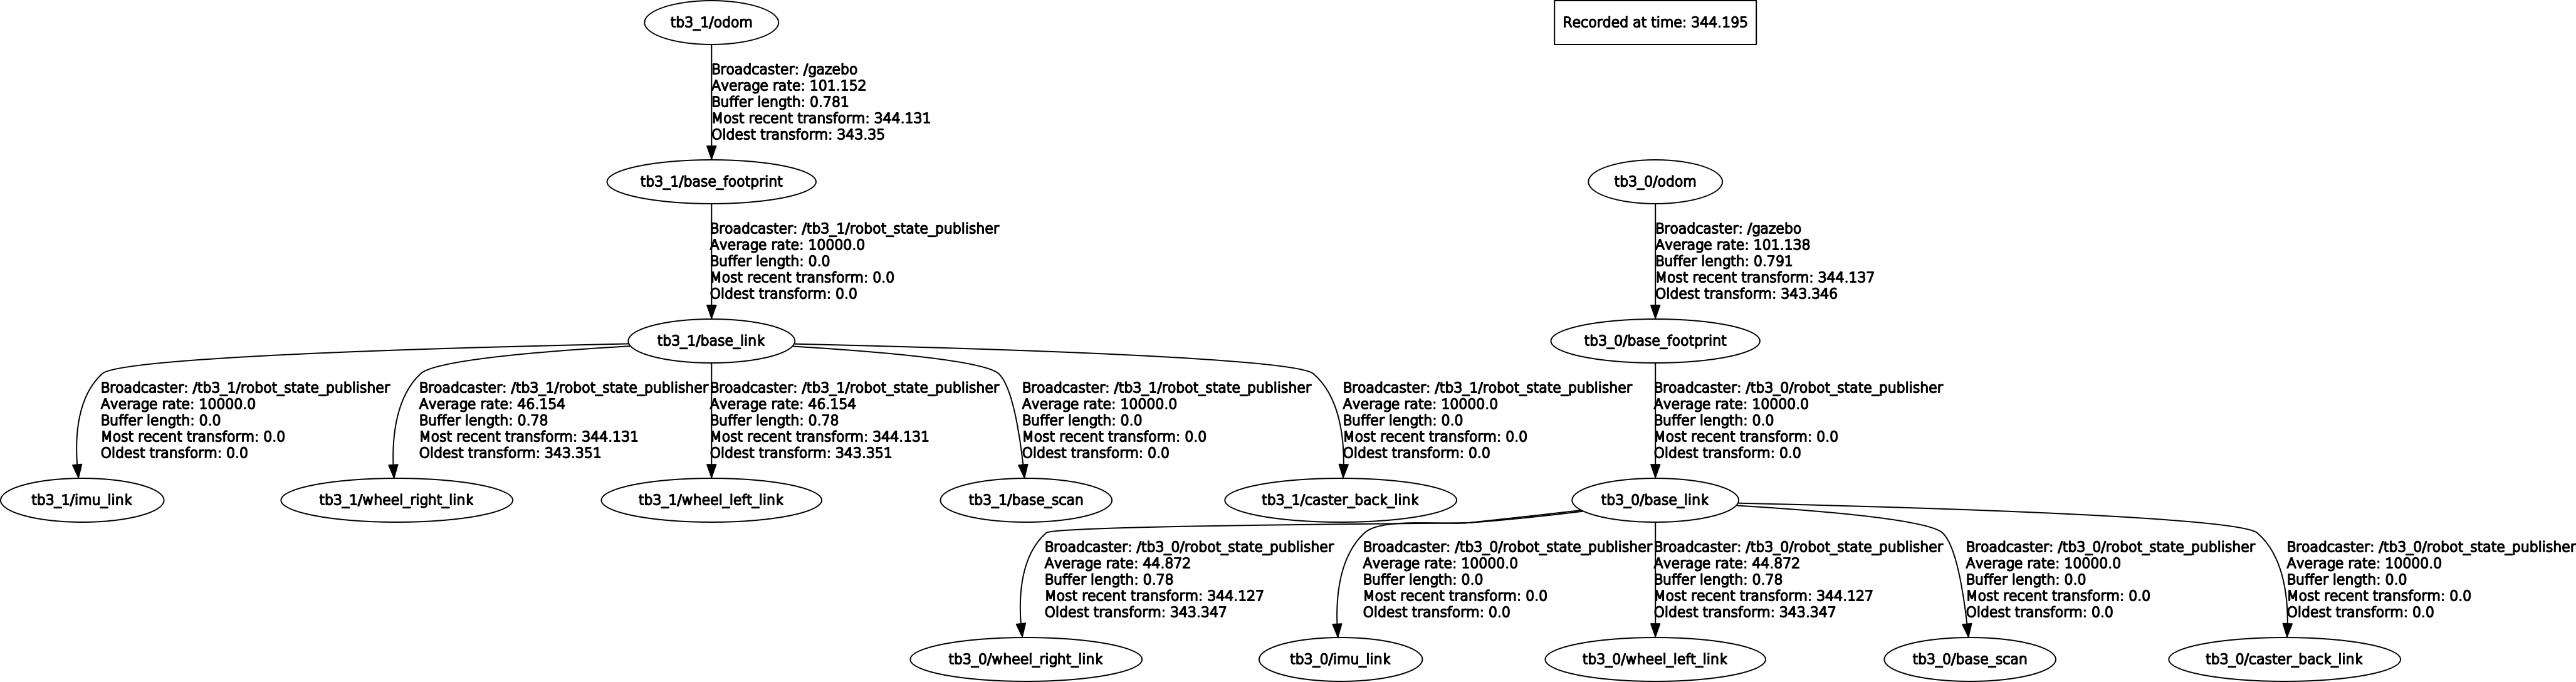 tb3_1/odom
Recorded at time: 344.195
Broadcaster: /gazebo
Average rate: 101.152
Buffer length: 0.781
Most recent transform: 344.131
Oldest transform: 343.35
tb3_1/base_footprint
tb3_0/odom
Broadcaster: /tb3_1/robot_state_publisher
Average rate: 10000.0
Buffer length: 0.0
Most recent transform: 0.0
Oldest transform: 0.0
Broadcaster: /gazebo
Average rate: 101.138
Buffer length: 0.791
Most recent transform: 344.137
Oldest transform: 343.346
tb3_1/base_link
tb3_0/base_footprint
Broadcaster: /tb3_1/robot_state_publisher
Average rate: 10000.0
Buffer length: 0.0
Most recent transform: 0.0
Oldest transform: 0.0
Broadcaster: /tb3_1/robot_state_publisher
Average rate: 46.154
Buffer length: 0.78
Most recent transform: 344.131
Oldest transform: 343.351
Broadcaster: /tb3_1/robot_state_publisher
Average rate: 46.154
Buffer length: 0.78
Most recent transform: 344.131
Oldest transform: 343.351
Broadcaster: /tb3_1/robot_state_publisher
Average rate: 10000.0
Buffer length: 0.0
Most recent transform: 0.0
Oldest transform: 0.0
Broadcaster: /tb3_1/robot_state_publisher
Average rate: 10000.0
Buffer length: 0.0
Most recent transform: 0.0
Oldest transform: 0.0
Broadcaster: /tb3_0/robot_state_publisher
Average rate: 10000.0
Buffer length: 0.0
Most recent transform: 0.0
Oldest transform: 0.0
tb3_1/imu_link
tb3_1/wheel_right_link
tb3_1/wheel_left_link
tb3_1/base_scan
tb3_1/caster_back_link
tb3_0/base_link
Broadcaster: /tb3_0/robot_state_publisher
Average rate: 44.872
Buffer length: 0.78
Most recent transform: 344.127
Oldest transform: 343.347
Broadcaster: /tb3_0/robot_state_publisher
Average rate: 10000.0
Buffer length: 0.0
Most recent transform: 0.0
Oldest transform: 0.0
Broadcaster: /tb3_0/robot_state_publisher
Average rate: 44.872
Buffer length: 0.78
Most recent transform: 344.127
Oldest transform: 343.347
Broadcaster: /tb3_0/robot_state_publisher
Average rate: 10000.0
Buffer length: 0.0
Most recent transform: 0.0
Oldest transform: 0.0
Broadcaster: /tb3_0/robot_state_publisher
Average rate: 10000.0
Buffer length: 0.0
Most recent transform: 0.0
Oldest transform: 0.0
tb3_0/wheel_right_link
tb3_0/imu_link
tb3_0/wheel_left_link
tb3_0/base_scan
tb3_0/caster_back_link